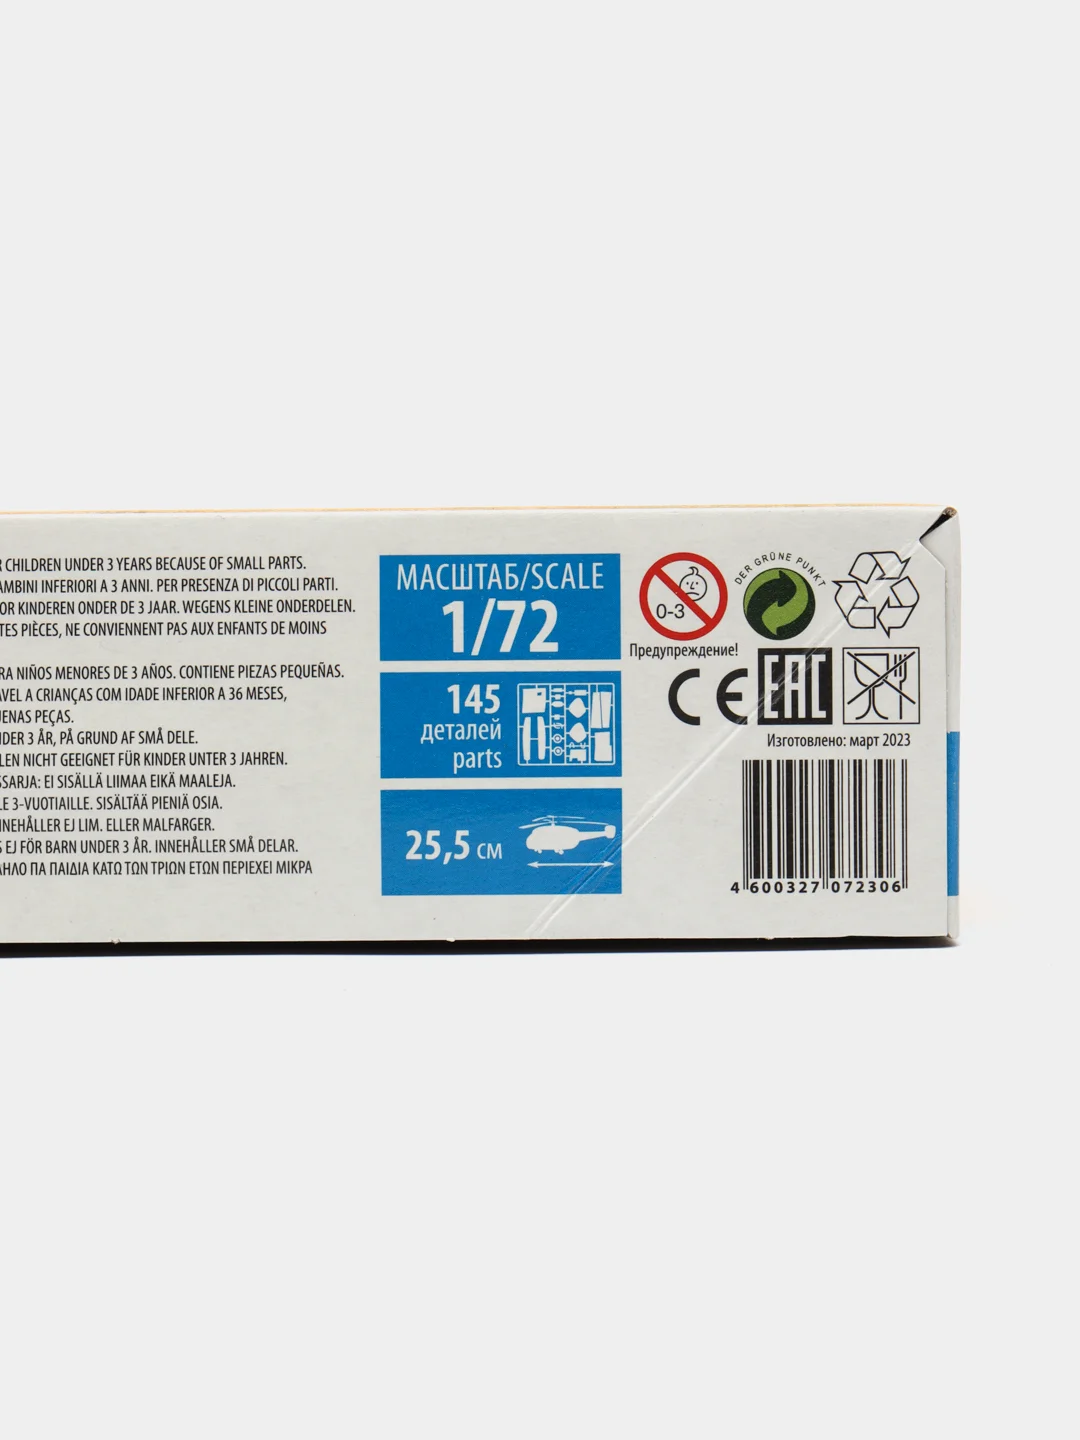 CHILDREN UNDER 3 YEARS BECAUSE OF SMALL PARTS.
AMBINI INFERIORI A 3 ANNI. PER PRESENZA DI PICCOLI PARTI.
OR KINDEREN ONDER DE 3 JAAR. WEGENS KLEINE ONDERDELEN.
TES PIÈCES, NE CONVIENNENT PAS AUX ENFANTS DE MOINS
RA NIÑOS MENORES DE 3 AÑOS. CONTIENE PIEZAS PEQUEÑAS.
AVEL A CRIANÇAS COM IDADE INFERIOR A 36 MESES,
UENAS PEÇAS.
NDER 3 ÅR, PÅ GRUND AF SMÅ DELE.
LEN NICHT GEEIGNET FÜR KINDER UNTER 3 JAHREN.
SSARJA: EI SISÄLLÄ LIIMAA EIKÄ MAALEJA.
LE 3-VUOTIAILLE. SISÄLTÄÄ PIENIÄ OSIA.
NNEHÅLLER EJ LIM. ELLER MALFARGER.
S EJ FÖR BARN UNDER 3 ÅR. INNEHÅLLER SMÅ DELAR.
ΛΗΛΟ ΠΑ ΠΑΙΔΙΑ ΚΑΤΩ ΤΩΝ ΤΡΙΩΝ ΕΤΩΝ ΠΕΡΙΕΧΕΙ ΜΙΚΡΑ
МАСШТАБ/SCALE
1/72
145
деталей
parts
25,5 см
0-3
Предупреждение!
DER GRÜNE PUNKT
CE EAC
Изготовлено: март 2023
4 600327 072306